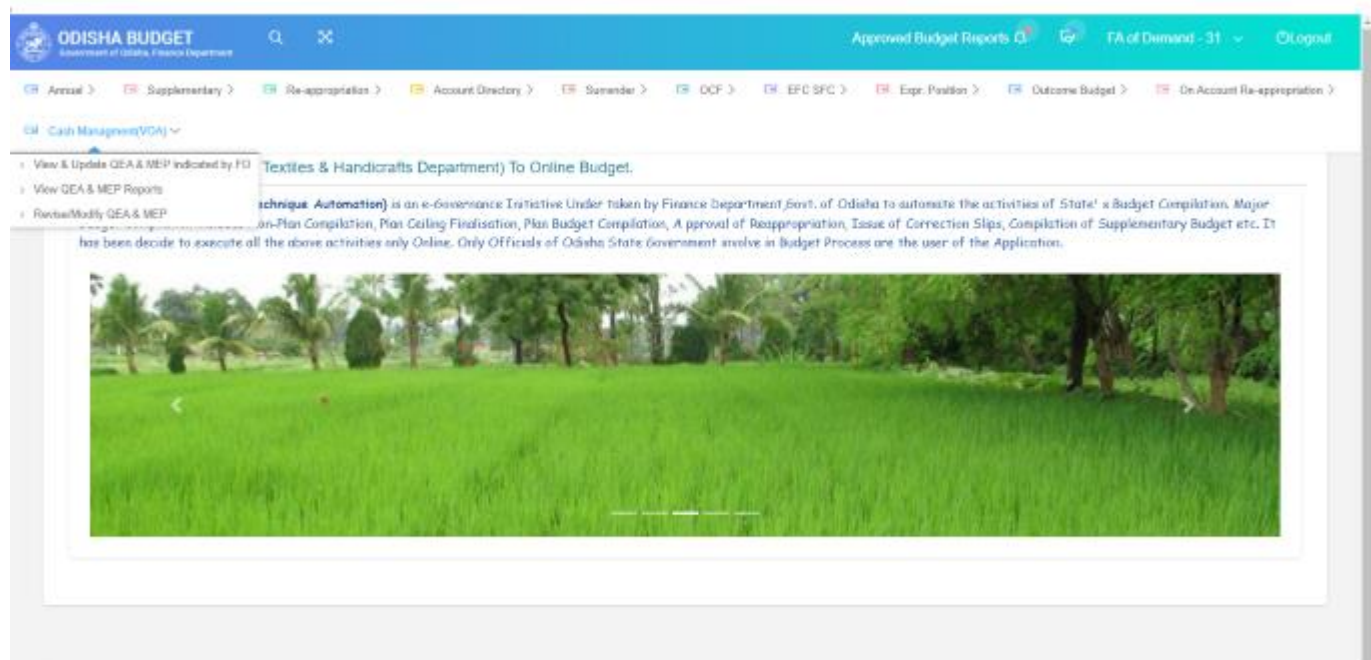 ODISHA BUDGET
Government of Odisha, Finance Department
Approved Budget Reports
FA of Demand - 31
Logout
Annual >
Supplementary >
Re-appropriation >
Account Directory >
Surrender >
OCF >
EFC SFC >
Expr. Position >
Outcome Budget >
On Account Re-appropriation >
Cash Managment(VOA)
View & Update QEA & MEP indicated by FD
View QEA & MEP Reports
Revise/Modify QEA & MEP
Textiles & Handicrafts Department) To Online Budget.
chnique Automation) is an e-Governance Initiative Under taken by Finance Department,Govt. of Odisha to automate the activities of State' s Budget Compilation. Major
on-Plan Compilation, Plan Ceiling Finalisation, Plan Budget Compilation, A pproval of Reappropriation, Issue of Correction Slips, Compilation of Supplementary Budget etc. It
has been decide to execute all the above activities only Online. Only Officials of Odisha State Government involve in Budget Process are the user of the Application.